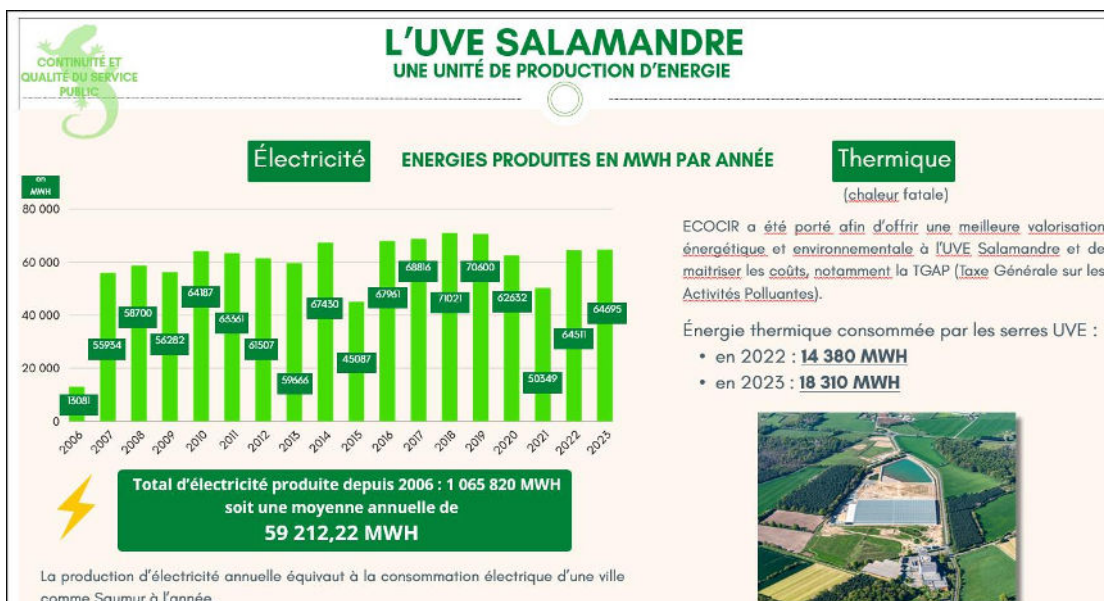 CONTINUITÉ ET
QUALITÉ DU SERVICE
PUBLIC
L'UVE SALAMANDRE
UNE UNITÉ DE PRODUCTION D'ENERGIE
Électricité
ENERGIES PRODUITES EN MWH PAR ANNÉE
Thermique
(chaleur fatale)
en
MWH
80 000
60 000
40 000
20 000
0
13081
55934
58700
56282
64187
63361
61507
59666
67430
45087
67961
68816
71021
70600
62632
50349
64511
64695
2006
2007
2008
2009
2010
2011
2012
2013
2014
2015
2016
2017
2018
2019
2020
2021
2022
2023
Total d'électricité produite depuis 2006 : 1 065 820 MWH
soit une moyenne annuelle de
59 212,22 MWH
La production d'électricité annuelle équivaut à la consommation électrique d'une ville
comme Saumur à l'année
ECOCIR a été porté afin d'offrir une meilleure valorisation
énergétique et environnementale à l'UVE Salamandre et de
maitriser les coûts, notamment la TGAP (Taxe Générale sur les
Activités Polluantes).
Énergie thermique consommée par les serres UVE :
• en 2022 : 14 380 MWH
• en 2023 : 18 310 MWH